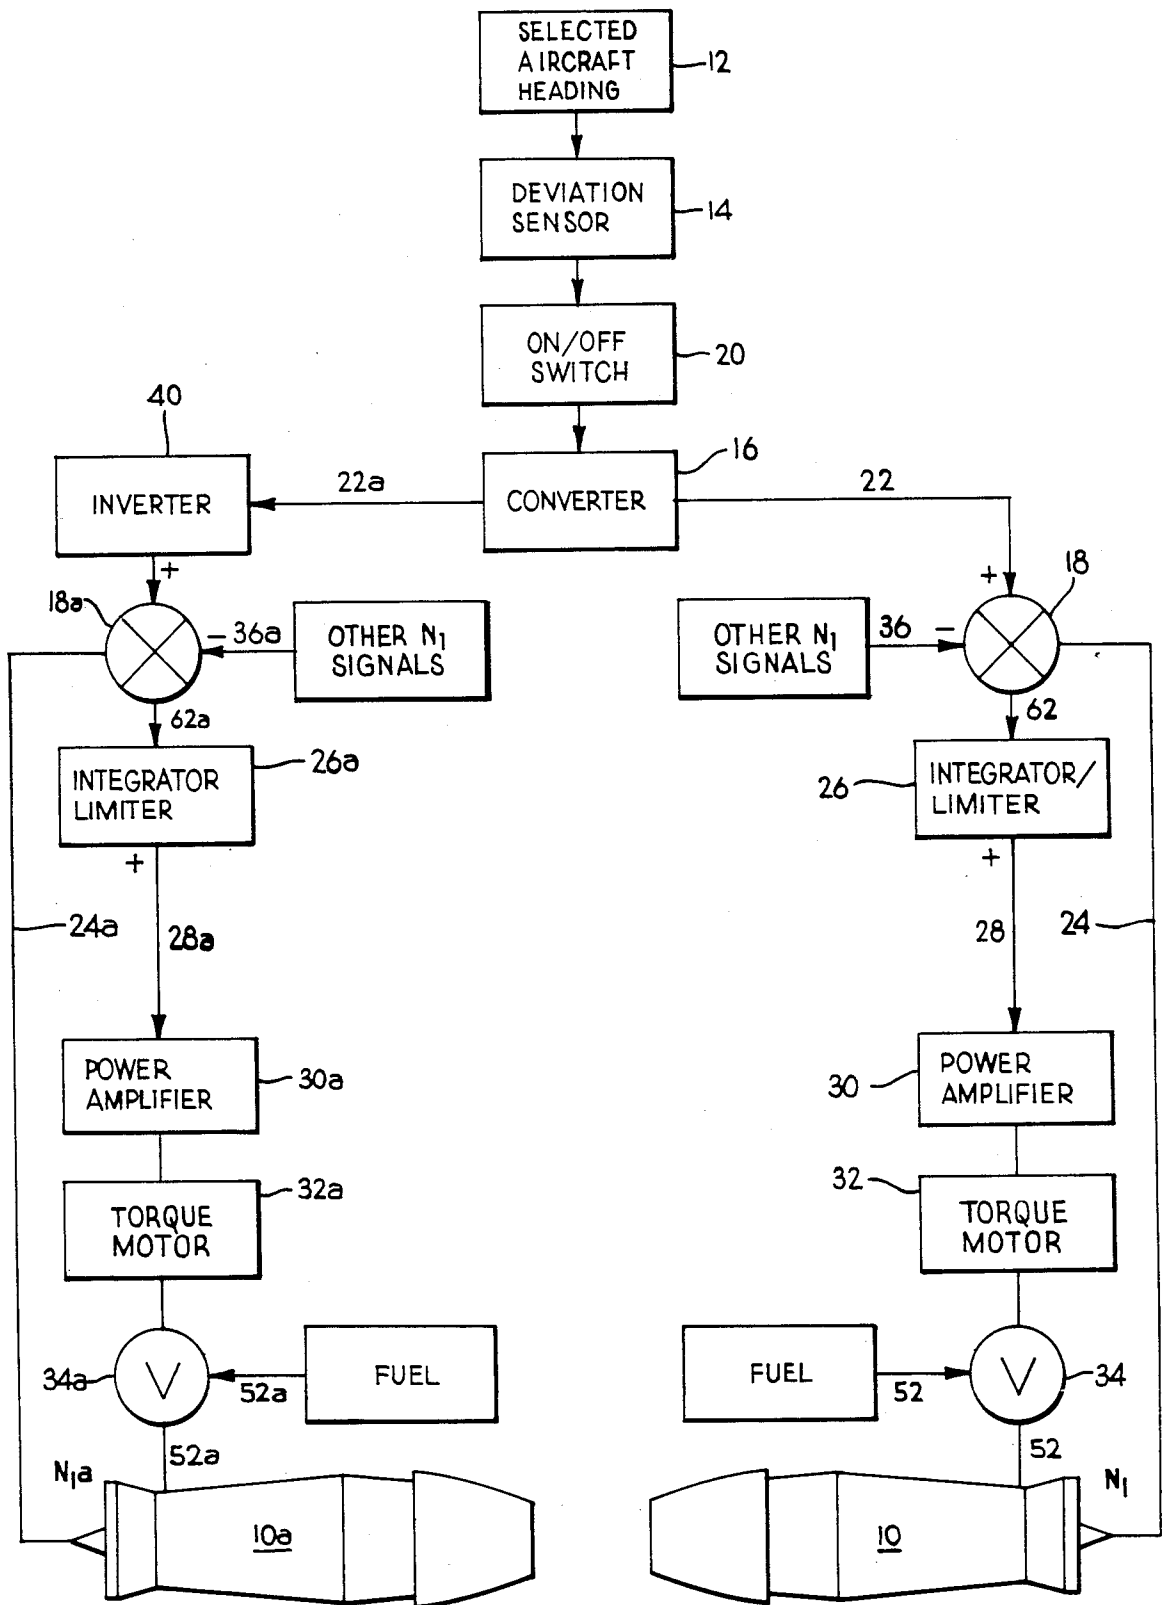 SELECTED
AIRCRAFT
HEADING
12
DEVIATION
SENSOR
14
ON/OFF
SWITCH
20
40
16
INVERTER
22a
CONVERTER
22
+
+
18
18a
OTHER N1
SIGNALS
36a
-
OTHER N1
SIGNALS
36
-
62a
62
INTEGRATOR
LIMITER
26a
26
INTEGRATOR/
LIMITER
+
+
24a
28a
28
24
POWER
AMPLIFIER
30a
30
POWER
AMPLIFIER
32a
32
TORQUE
MOTOR
TORQUE
MOTOR
34a
V
52a
FUEL
FUEL
52
V
34
52a
52
N1a
N1
10a
10